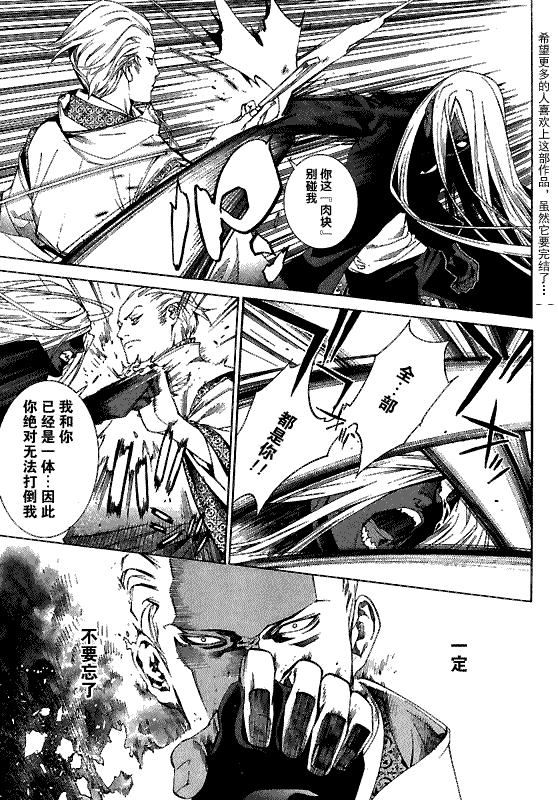 希望更多的人喜欢上这部作品，虽然它要完结了…
你这『肉块』
别碰我
全…部
都是你!!
我和你
已经是一体…因此
你绝对无法打倒我
一定
不要忘了